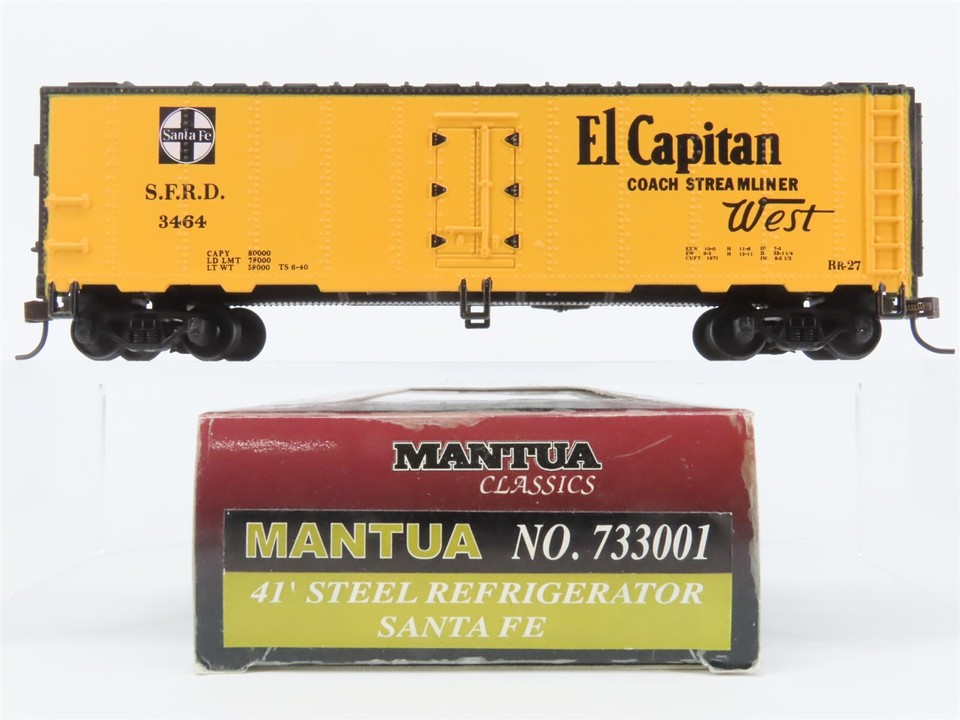 Santa Fe
S.F.R.D.
3464
CAPY 80000
LD LMT 78000
LT WT 58000 TS 6-40
El Capitan
COACH STREAMLINER
West
RR-27
MANTUA
CLASSICS
MANTUA NO. 733001
41' STEEL REFRIGERATOR
SANTA FE